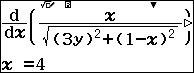 d/dx(x/√((3y)²+(1-x)²))
x =4